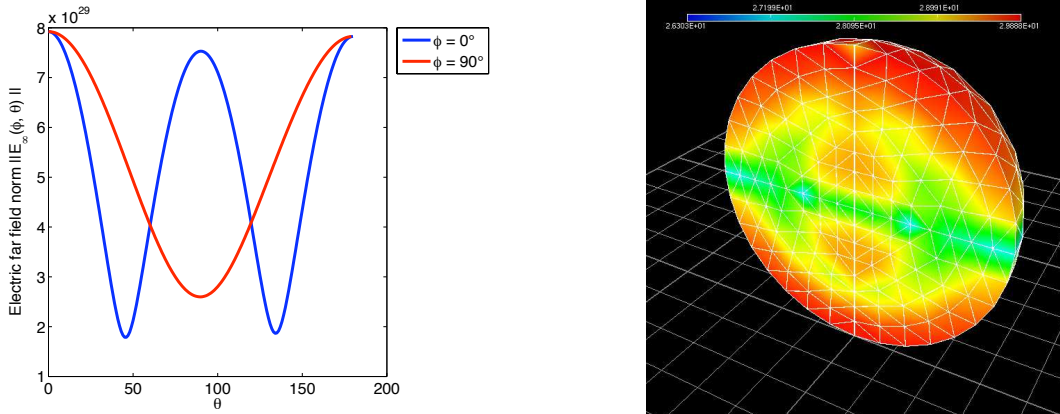 x 10^29
8
7
6
5
4
3
2
1
0
50
100
150
200
θ
Electric far field norm ||E_∞(φ, θ) ||
φ = 0°
φ = 90°
2.7199E+01
2.8991E+01
2.6303E+01
2.8095E+01
2.9888E+01